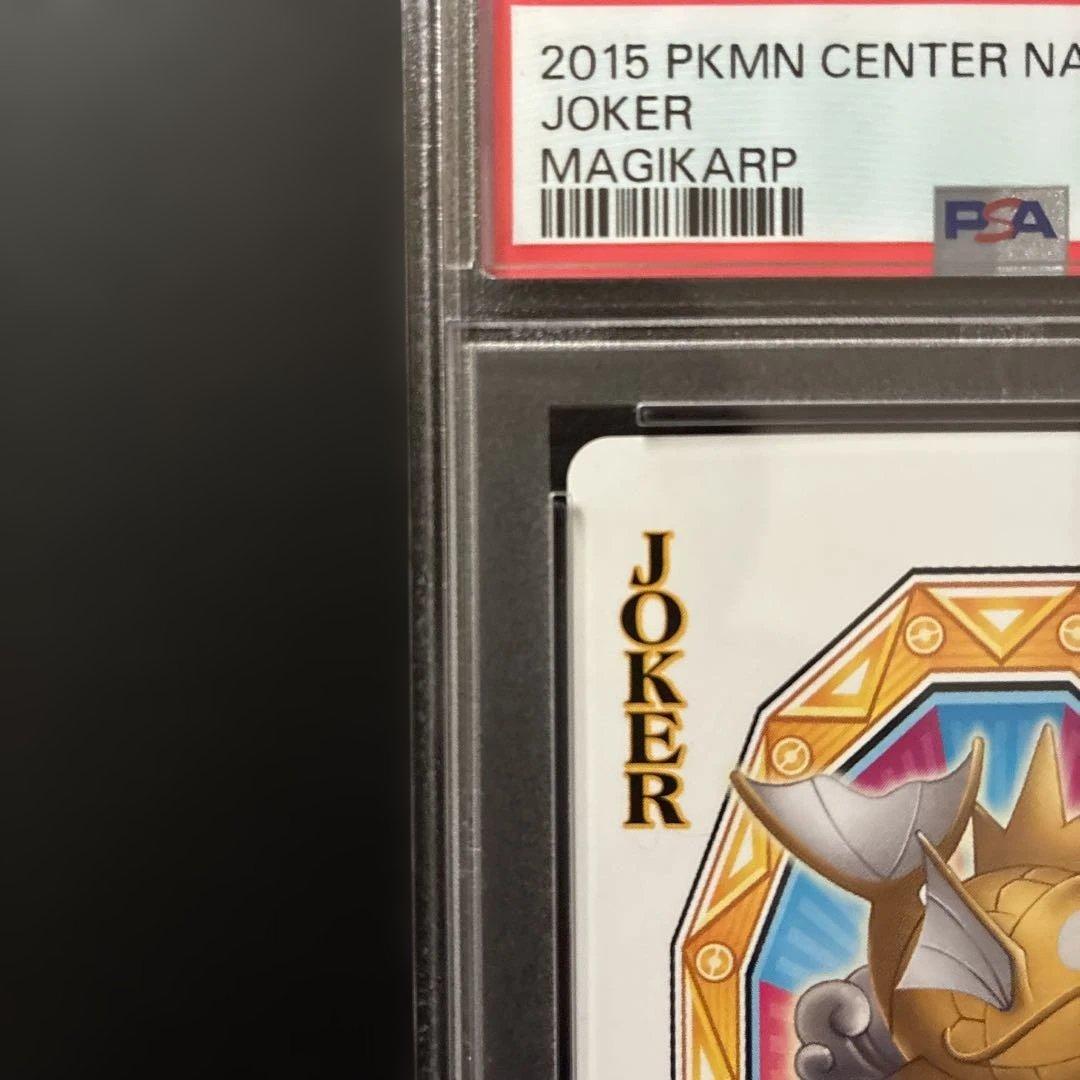 2015 PKMN CENTER NA
JOKER
MAGIKARP
PSA
JOKER